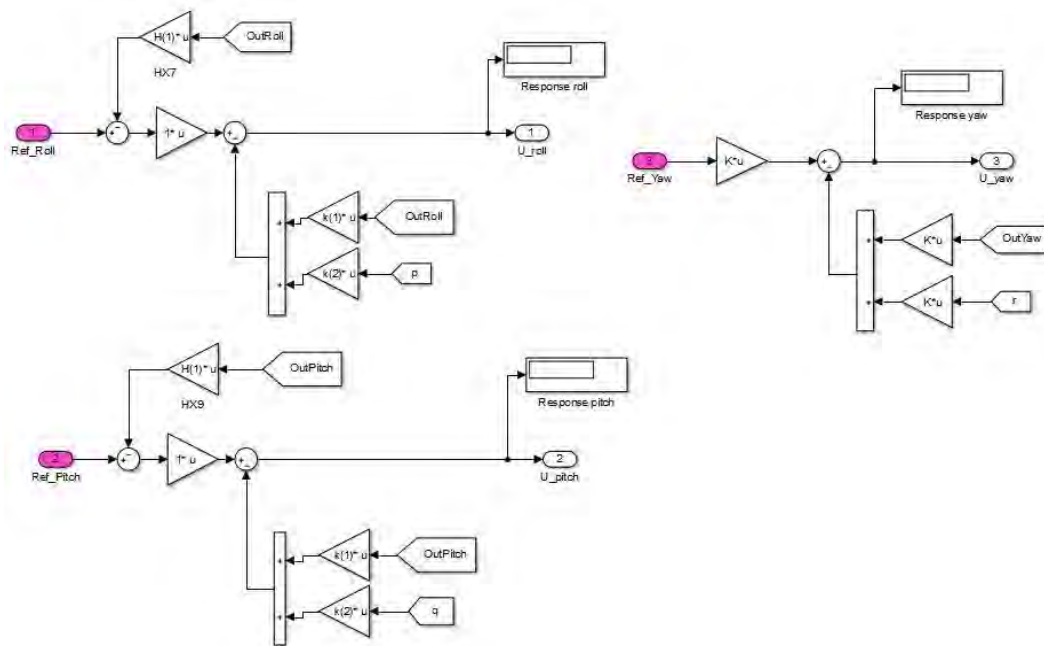 H(1)* u
OutRoll
HX7
Response roll
1
Ref_Roll
1* u
1
U_roll
k(1)* u
OutRoll
k(2)* u
p
Response yaw
3
Ref_Yaw
K*u
3
U_yaw
K*u
OutYaw
K*u
r
H(1)* u
OutPitch
HX9
Response pitch
2
Ref_Pitch
1* u
2
U_pitch
k(1)* u
OutPitch
k(2)* u
q